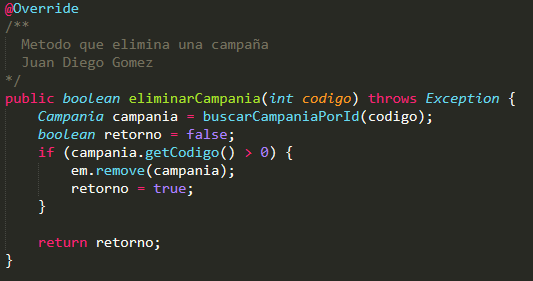 @Override
/**
  Metodo que elimina una campaña
  Juan Diego Gomez
*/
public boolean eliminarCampania(int codigo) throws Exception {
    Campania campania = buscarCampaniaPorId(codigo);
    boolean retorno = false;
    if (campania.getCodigo() > 0) {
        em.remove(campania);
        retorno = true;
    }

    return retorno;
}